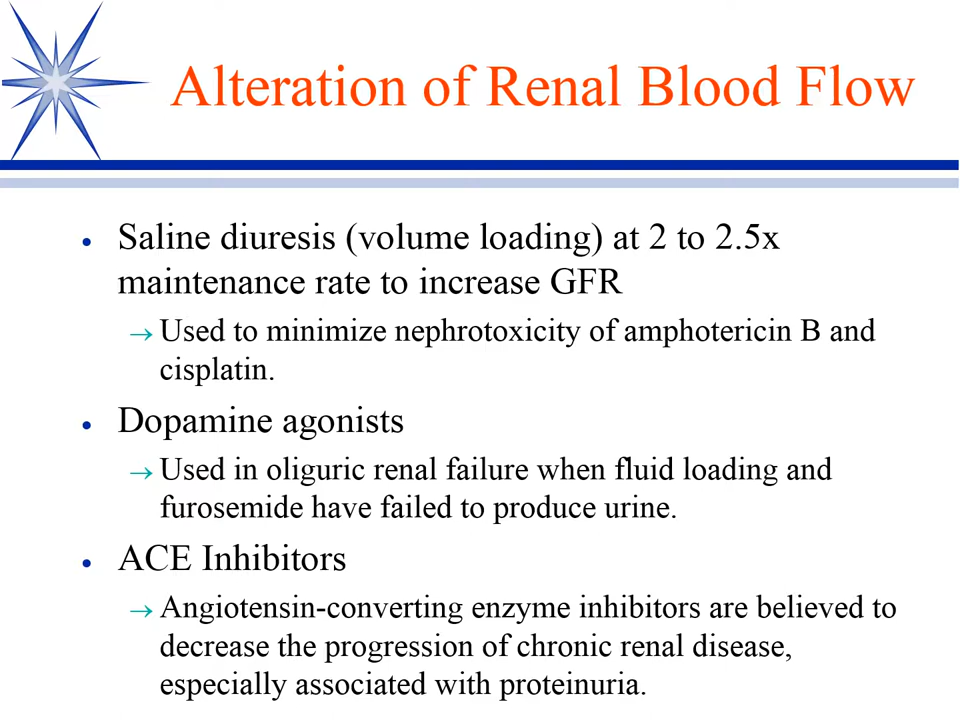 Alteration of Renal Blood Flow
• Saline diuresis (volume loading) at 2 to 2.5x
maintenance rate to increase GFR
→ Used to minimize nephrotoxicity of amphotericin B and
cisplatin.
• Dopamine agonists
→ Used in oliguric renal failure when fluid loading and
furosemide have failed to produce urine.
• ACE Inhibitors
→ Angiotensin-converting enzyme inhibitors are believed to
decrease the progression of chronic renal disease,
especially associated with proteinuria.